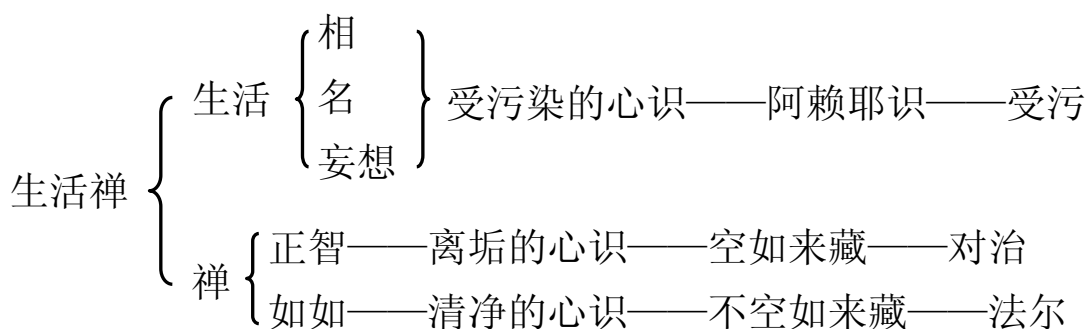 相
生活 名 受污染的心识——阿赖耶识——受污
妄想
生活禅
正智——离垢的心识——空如来藏——对治
禅
如如——清净的心识——不空如来藏——法尔